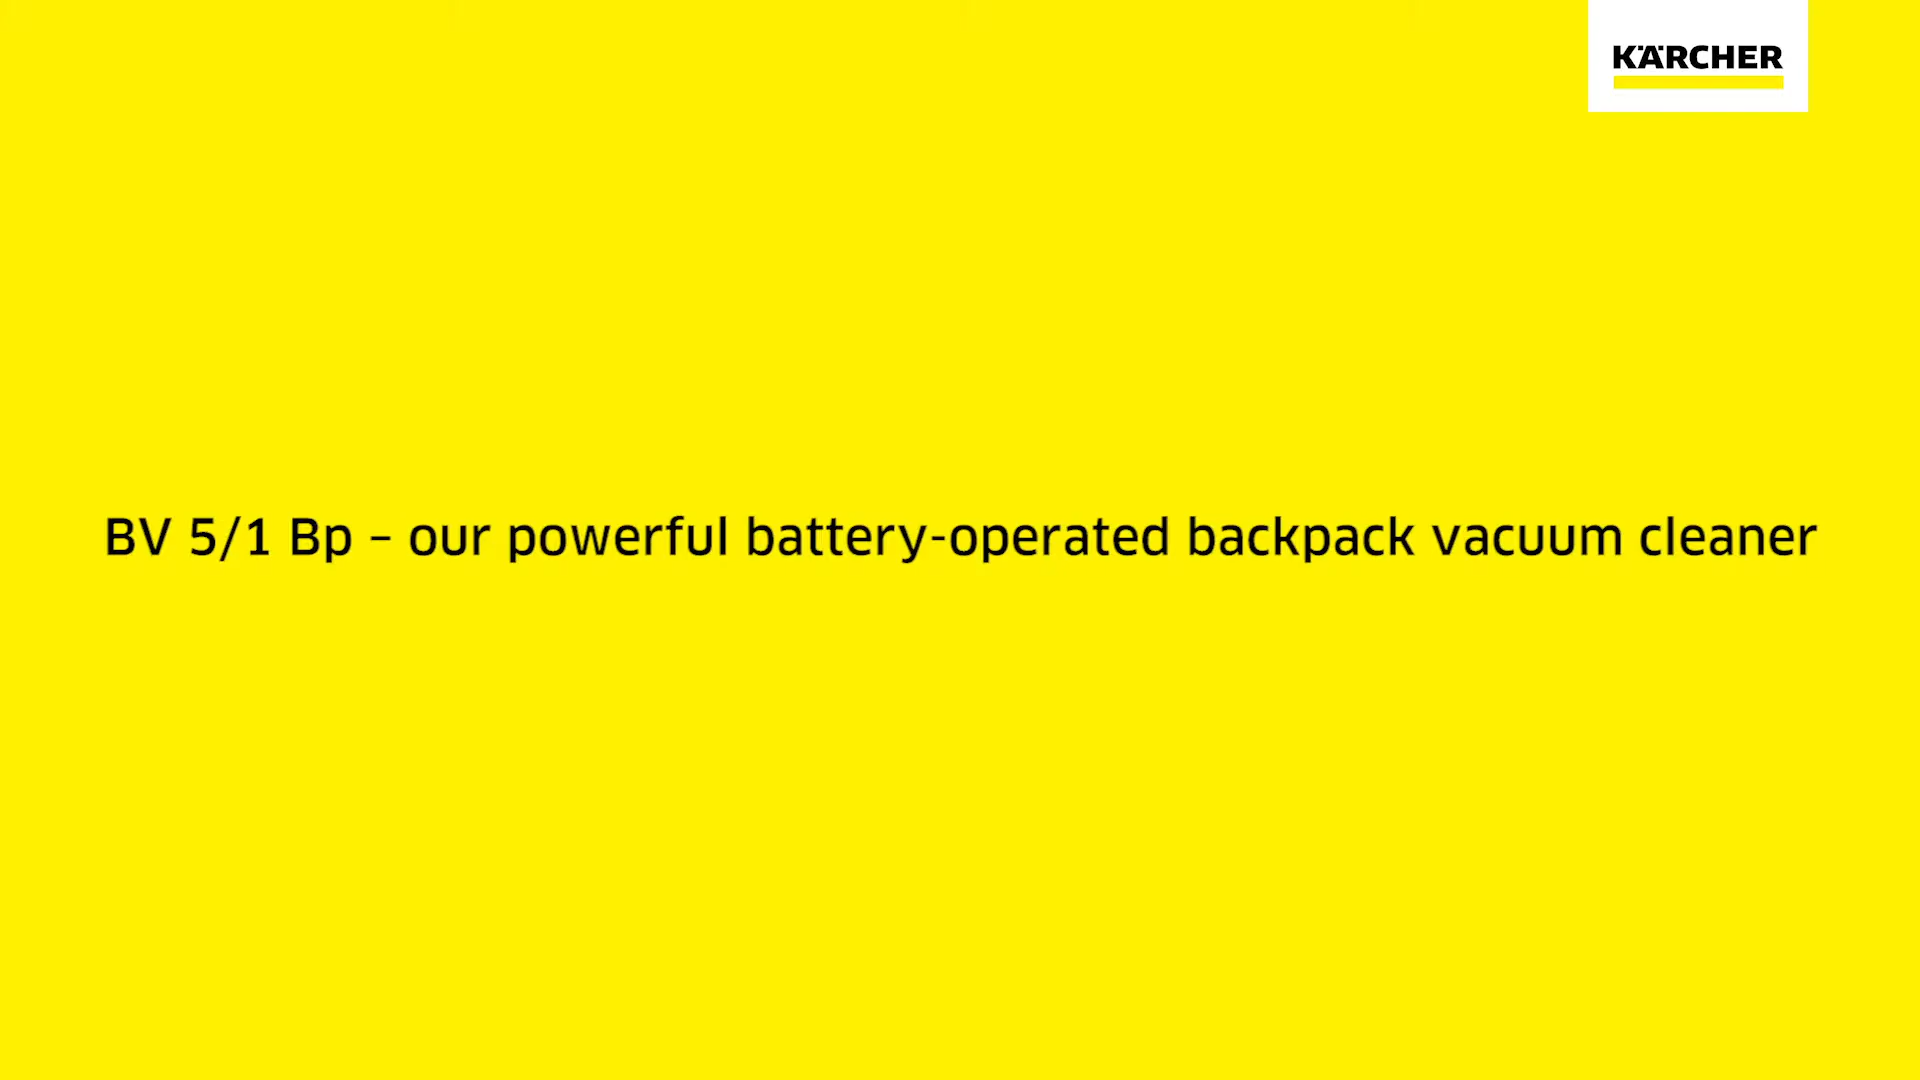 KÄRCHER
BV 5/1 Bp – our powerful battery-operated backpack vacuum cleaner